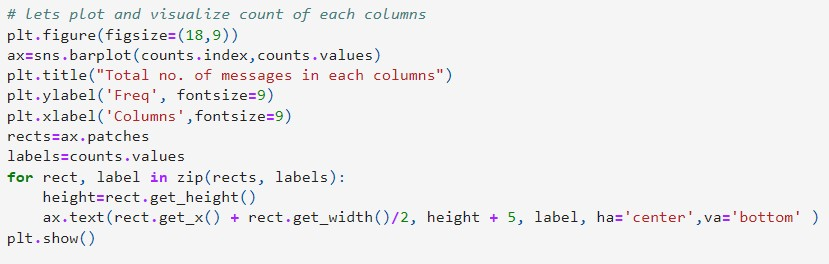 # lets plot and visualize count of each columns
plt.figure(figsize=(18,9))
ax=sns.barplot(counts.index,counts.values)
plt.title("Total no. of messages in each columns")
plt.ylabel('Freq', fontsize=9)
plt.xlabel('Columns',fontsize=9)
rects=ax.patches
labels=counts.values
for rect, label in zip(rects, labels):
    height=rect.get_height()
    ax.text(rect.get_x() + rect.get_width()/2, height + 5, label, ha='center',va='bottom' )
plt.show()